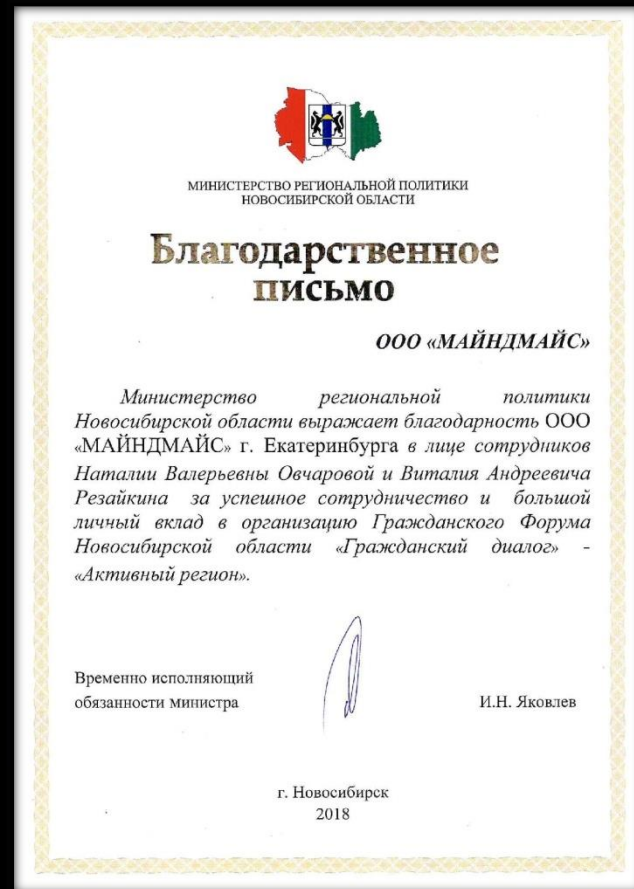 МИНИСТЕРСТВО РЕГИОНАЛЬНОЙ ПОЛИТИКИ
НОВОСИБИРСКОЙ ОБЛАСТИ
Благодарственное
письмо
ООО «МАЙНДМАЙС»
Министерство региональной политики
Новосибирской области выражает благодарность ООО
«МАЙНДМАЙС» г. Екатеринбурга в лице сотрудников
Наталии Валерьевны Овчаровой и Виталия Андреевича
Резайкина за успешное сотрудничество и большой
личный вклад в организацию Гражданского Форума
Новосибирской области «Гражданский диалог» -
«Активный регион».
Временно исполняющий
обязанности министра
И.Н. Яковлев
г. Новосибирск
2018